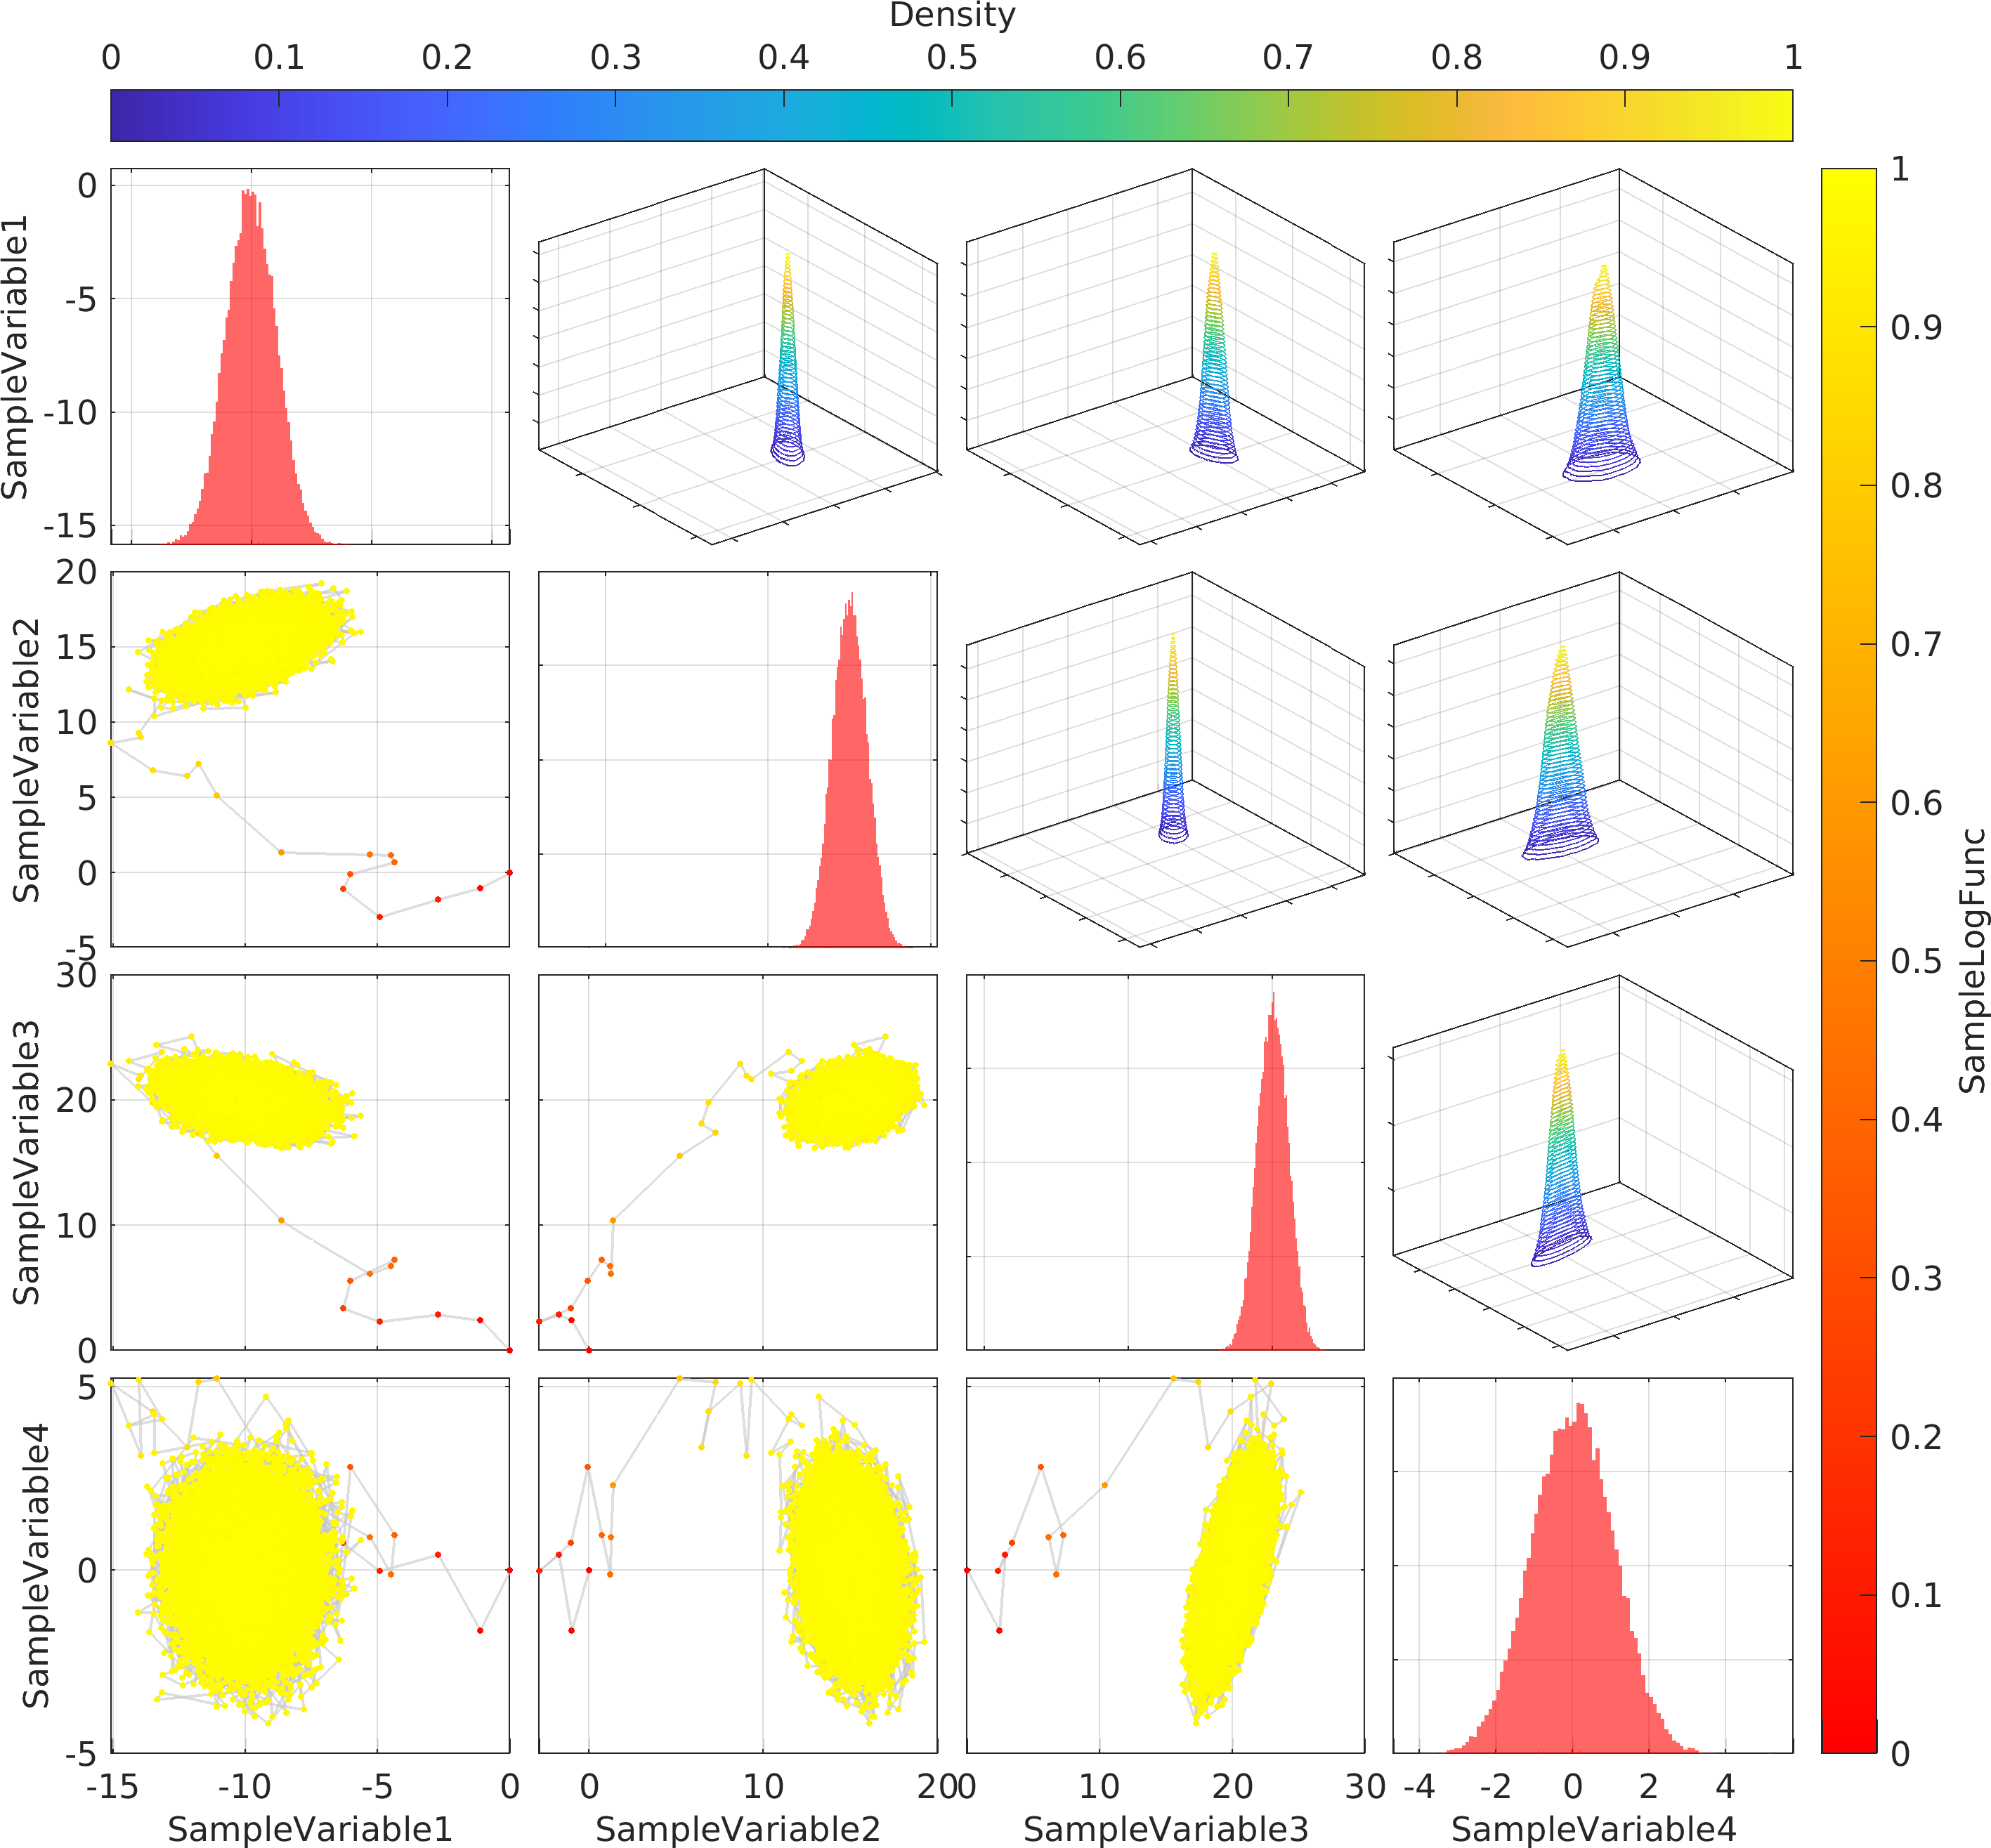 Density
0 0.1 0.2 0.3 0.4 0.5 0.6 0.7 0.8 0.9 1
SampleVariable1
0
-5
-10
-15
SampleVariable2
20
15
10
5
0
-5
SampleVariable3
30
20
10
0
SampleVariable4
5
0
-5
-15 -10 -5 0
0 10 20
0 10 20 30
-4 -2 0 2 4
SampleVariable1 SampleVariable2 SampleVariable3 SampleVariable4
1
0.9
0.8
0.7
0.6
0.5
0.4
0.3
0.2
0.1
0
SampleLogFunc